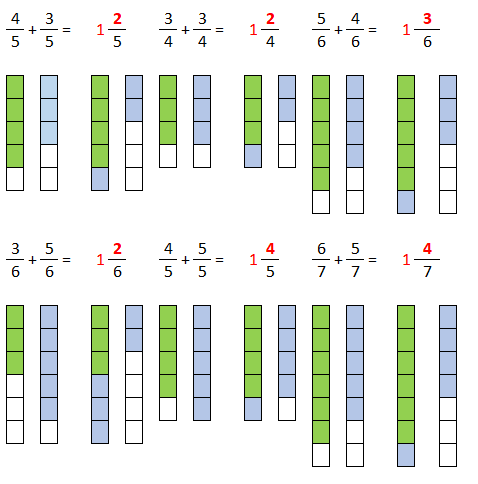 4/5 + 3/5 = 1 2/5 3/4 + 3/4 = 1 2/4 5/6 + 4/6 = 1 3/6
3/6 + 5/6 = 1 2/6 4/5 + 5/5 = 1 4/5 6/7 + 5/7 = 1 4/7